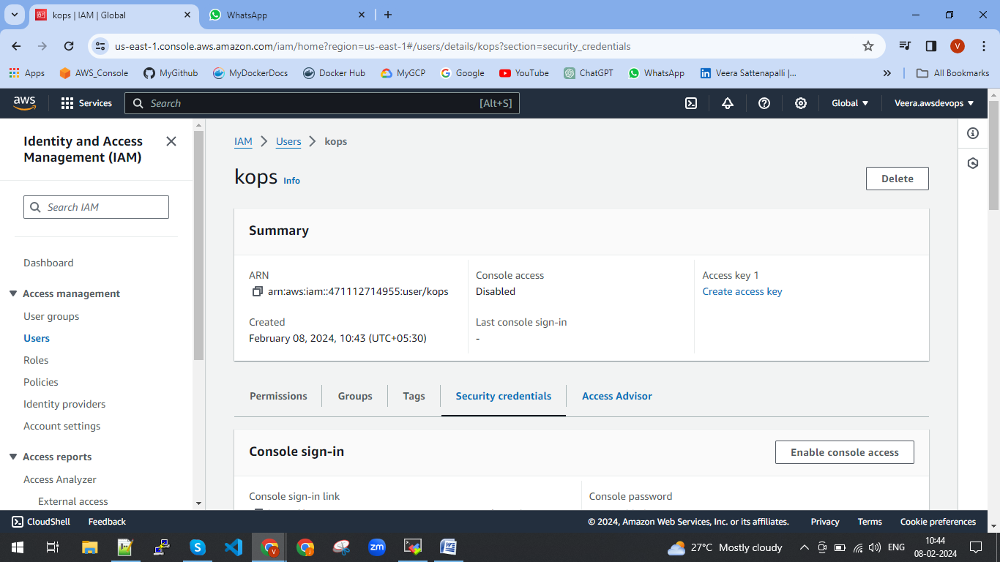 kops | IAM | Global
WhatsApp
us-east-1.console.aws.amazon.com/iam/home?region=us-east-1#/users/details/kops?section=security_credentials
V
Apps
AWS_Console
MyGithub
MyDockerDocs
Docker Hub
MyGCP
Google
YouTube
ChatGPT
WhatsApp
Veera Sattenapalli |...
All Bookmarks
aws
Services
Search
[Alt+S]
Global
Veera.awsdevops
Identity and Access
Management (IAM)
Search IAM
Dashboard
Access management
User groups
Users
Roles
Policies
Identity providers
Account settings
Access reports
Access Analyzer
External access
IAM
Users
kops
kops Info
Delete
Summary
ARN
arn:aws:iam::471112714955:user/kops
Created
February 08, 2024, 10:43 (UTC+05:30)
Console access
Disabled
Last console sign-in
-
Access key 1
Create access key
Permissions
Groups
Tags
Security credentials
Access Advisor
Console sign-in
Enable console access
Console sign-in link
Console password
CloudShell
Feedback
© 2024, Amazon Web Services, Inc. or its affiliates.
Privacy
Terms
Cookie preferences
27°C Mostly cloudy
ENG
10:44
08-02-2024